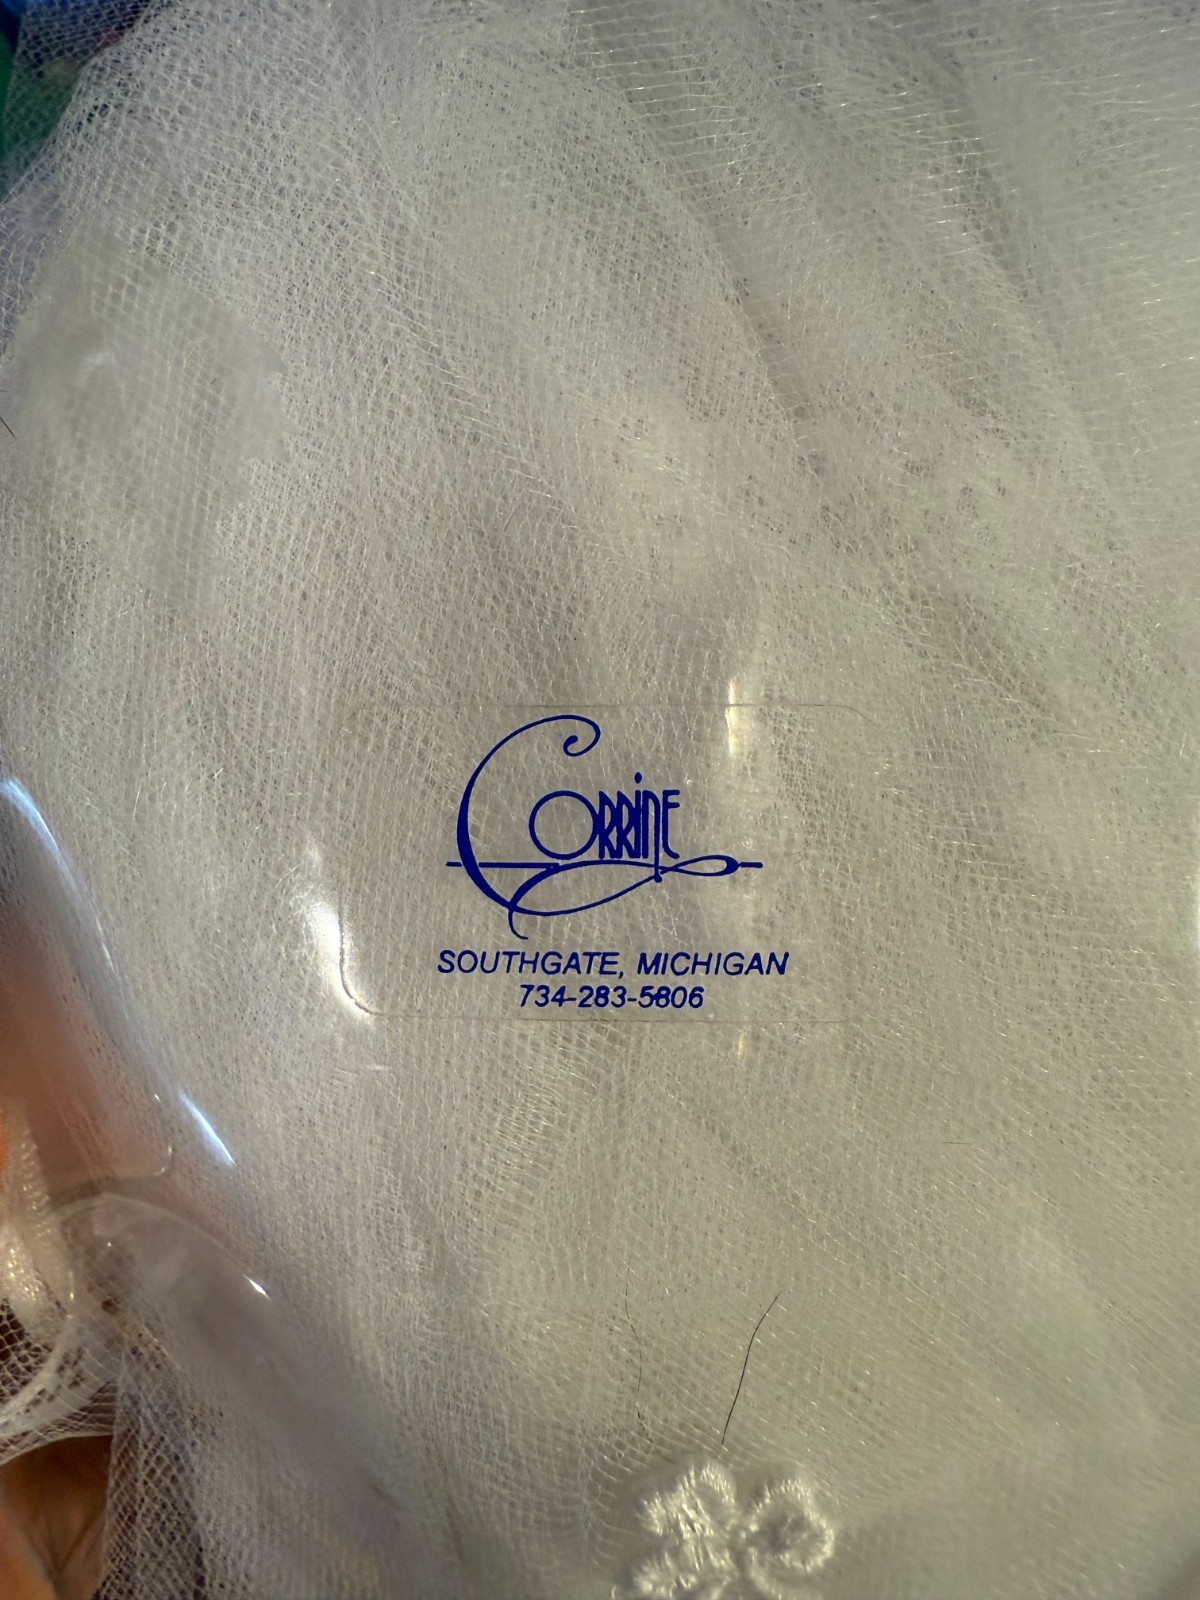 CORRINE
SOUTHGATE, MICHIGAN
734-283-5806